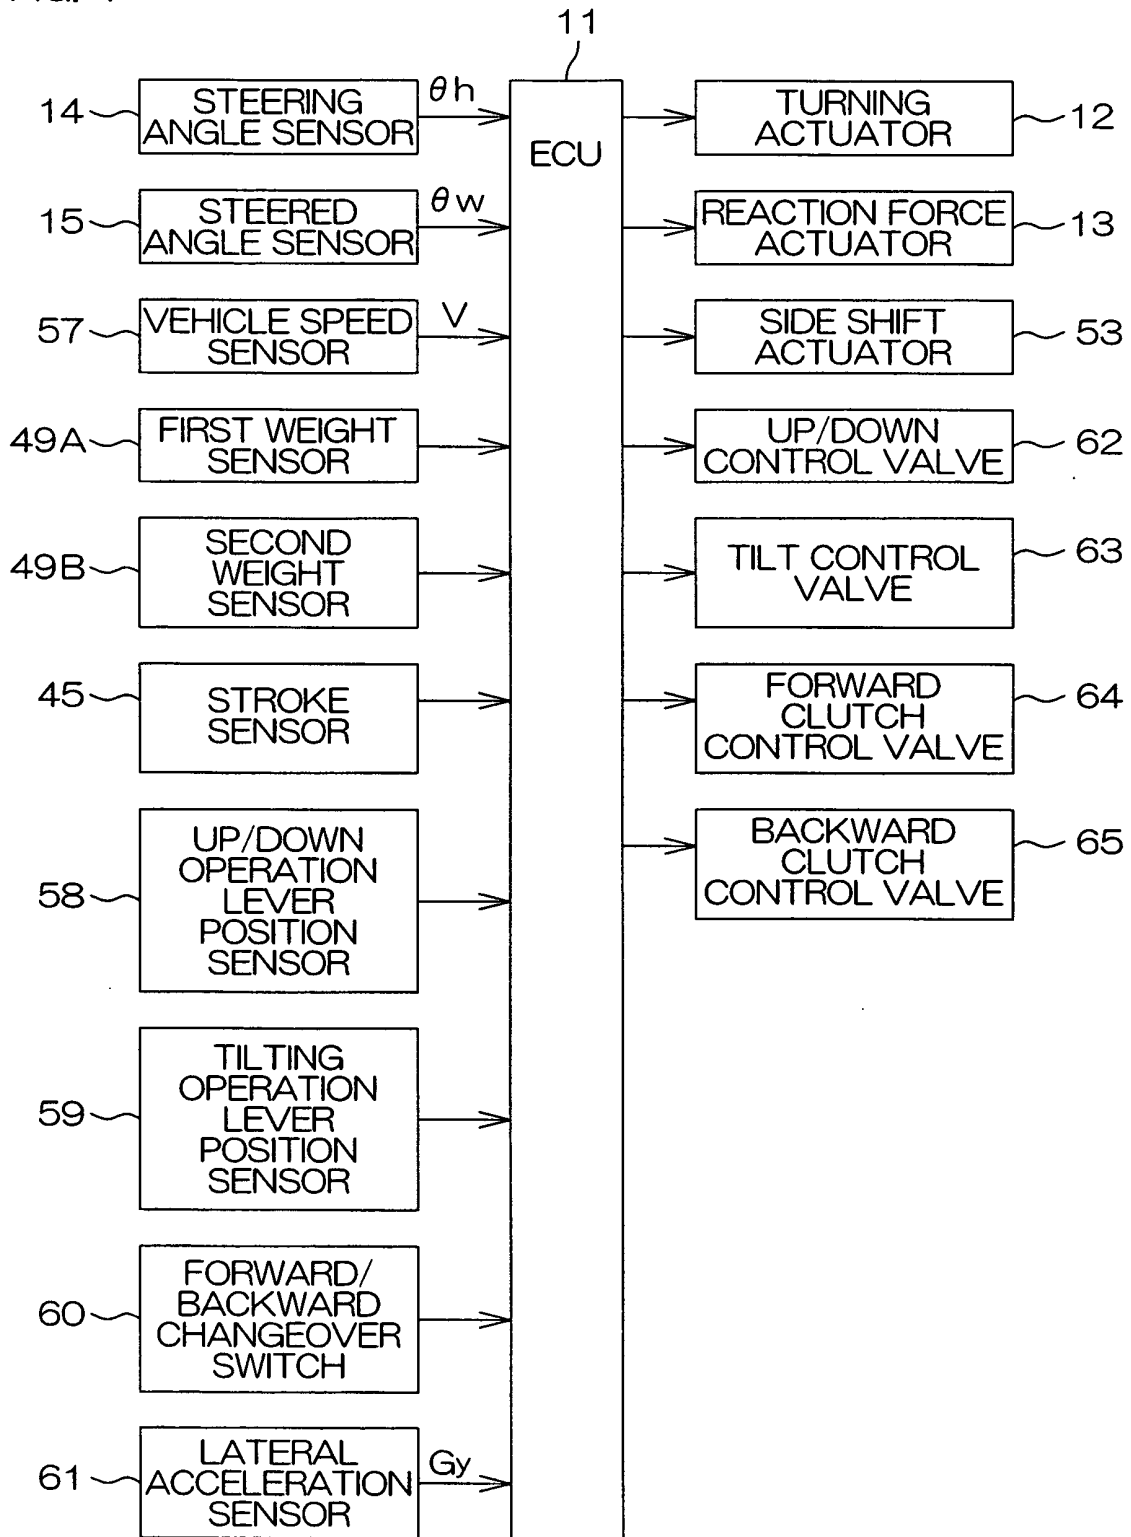 11
14
STEERING
ANGLE SENSOR
θh
ECU
TURNING
ACTUATOR
12
15
STEERED
ANGLE SENSOR
θw
REACTION FORCE
ACTUATOR
13
57
VEHICLE SPEED
SENSOR
V
SIDE SHIFT
ACTUATOR
53
49A
FIRST WEIGHT
SENSOR
UP/DOWN
CONTROL VALVE
62
49B
SECOND
WEIGHT
SENSOR
TILT CONTROL
VALVE
63
45
STROKE
SENSOR
FORWARD
CLUTCH
CONTROL VALVE
64
58
UP/DOWN
OPERATION
LEVER
POSITION
SENSOR
BACKWARD
CLUTCH
CONTROL VALVE
65
59
TILTING
OPERATION
LEVER
POSITION
SENSOR
60
FORWARD/
BACKWARD
CHANGEOVER
SWITCH
61
LATERAL
ACCELERATION
SENSOR
Gy